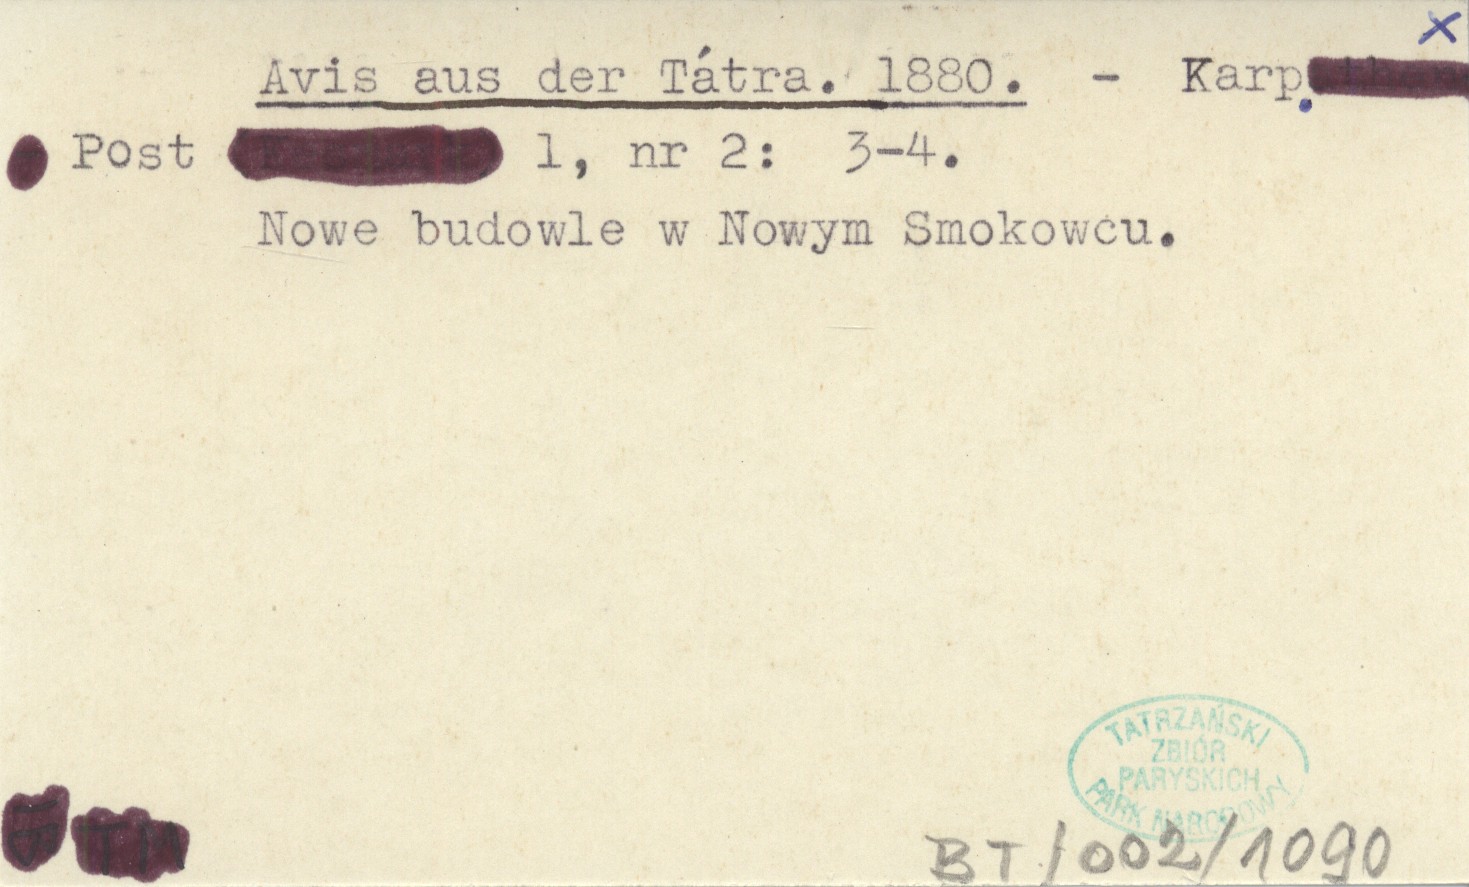 x
Avis aus der Tátra. 1880. - Karp.
Post 1, nr 2: 3-4.
Nowe budowle w Nowym Smokowcu.
TATRZAŃSKI
ZBIÓR
PARYSKICH
PARK NARODOWY
BT/002/1090